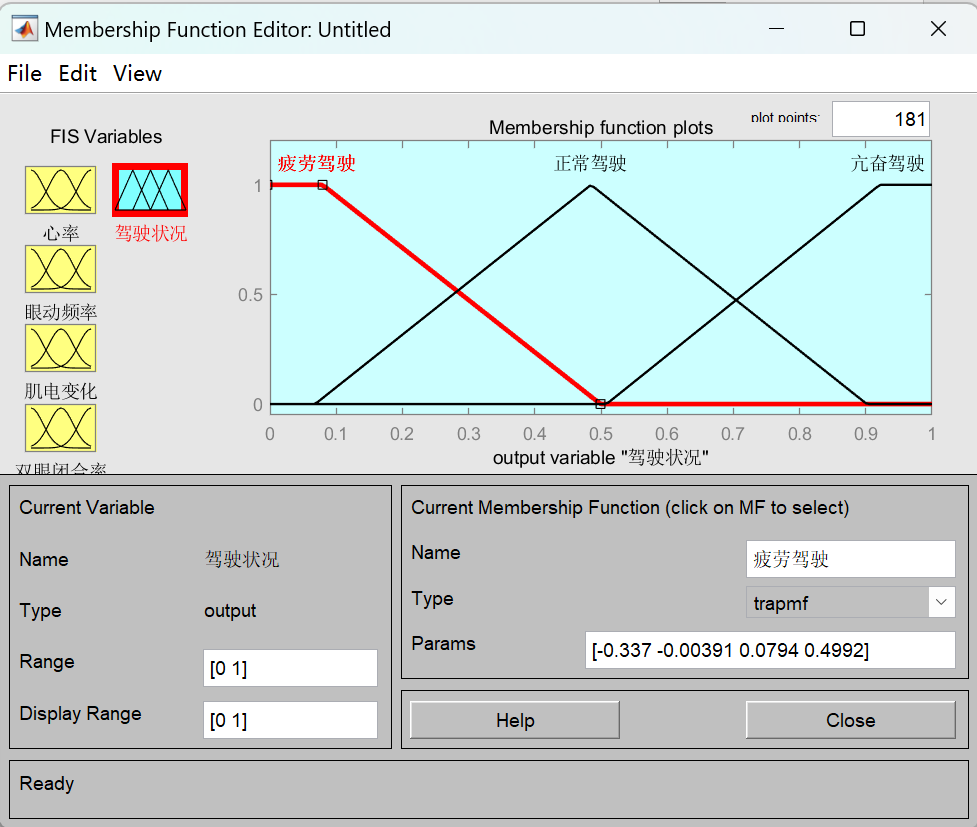 Membership Function Editor: Untitled
File Edit View
FIS Variables
心率
眼动频率
肌电变化
双眼闭合率
驾驶状况
Membership function plots
plot points:
181
疲劳驾驶
正常驾驶
亢奋驾驶
1
0.5
0
0 0.1 0.2 0.3 0.4 0.5 0.6 0.7 0.8 0.9 1
output variable "驾驶状况"
Current Variable
Name 驾驶状况
Type output
Range [0 1]
Display Range [0 1]
Current Membership Function (click on MF to select)
Name 疲劳驾驶
Type trapmf
Params [-0.337 -0.00391 0.0794 0.4992]
Help
Close
Ready